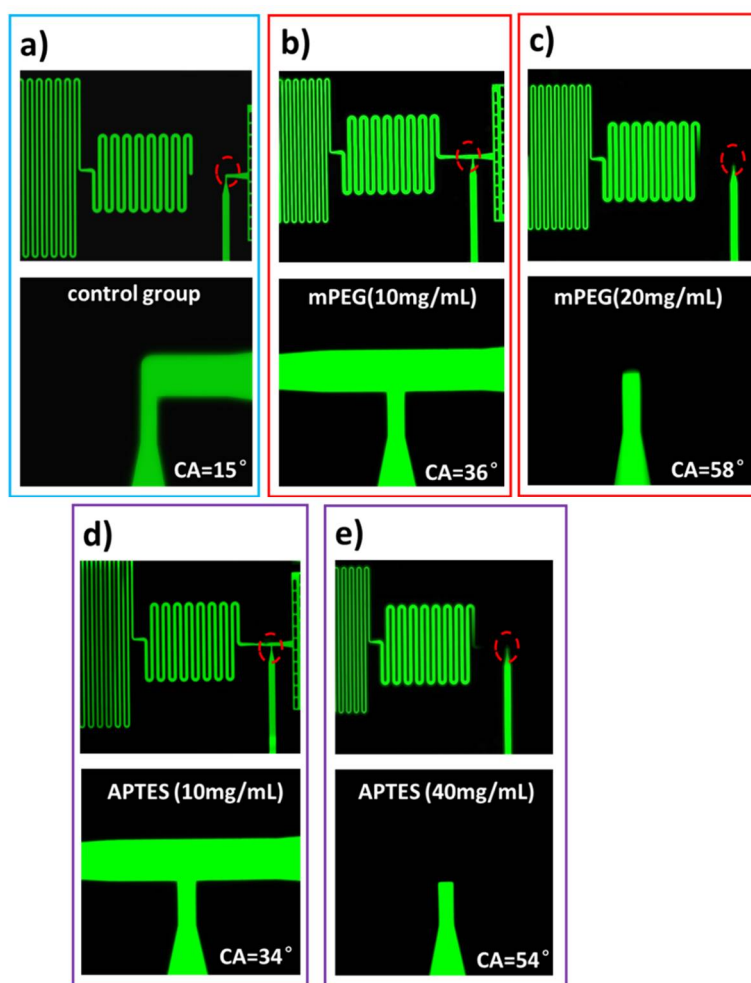 a)
control group
CA=15°
b)
mPEG(10mg/mL)
CA=36°
c)
mPEG(20mg/mL)
CA=58°
d)
APTES (10mg/mL)
CA=34°
e)
APTES (40mg/mL)
CA=54°